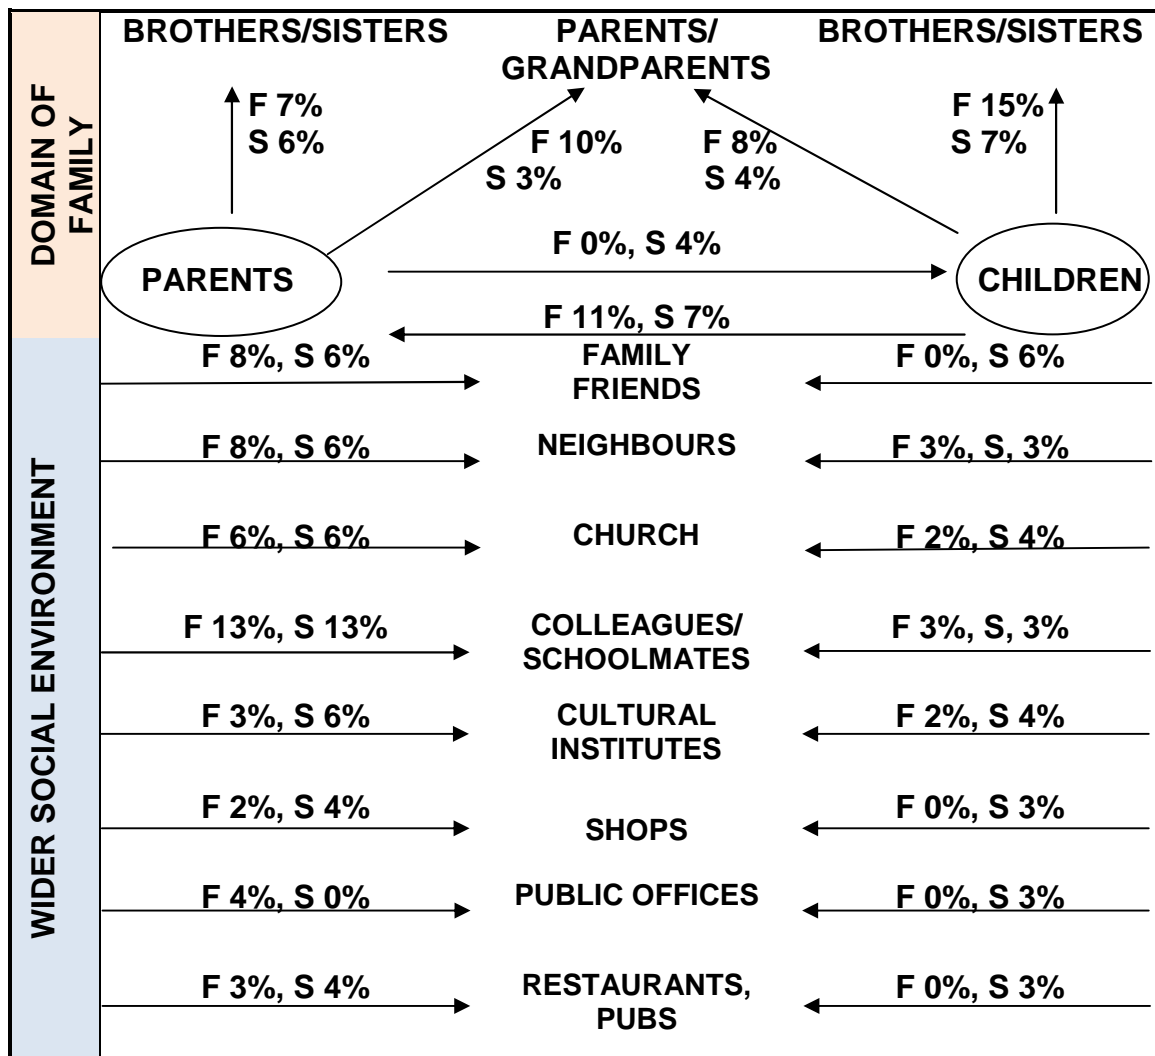 BROTHERS/SISTERS
PARENTS/
GRANDPARENTS
BROTHERS/SISTERS
DOMAIN OF
FAMILY
F 7%
S 6%
F 10%
S 3%
F 8%
S 4%
F 15%
S 7%
PARENTS
F 0%, S 4%
CHILDREN
F 11%, S 7%
WIDER SOCIAL ENVIRONMENT
F 8%, S 6%
FAMILY
FRIENDS
F 0%, S 6%
F 8%, S 6%
NEIGHBOURS
F 3%, S, 3%
F 6%, S 6%
CHURCH
F 2%, S 4%
F 13%, S 13%
COLLEAGUES/
SCHOOLMATES
F 3%, S, 3%
F 3%, S 6%
CULTURAL
INSTITUTES
F 2%, S 4%
F 2%, S 4%
SHOPS
F 0%, S 3%
F 4%, S 0%
PUBLIC OFFICES
F 0%, S 3%
F 3%, S 4%
RESTAURANTS,
PUBS
F 0%, S 3%